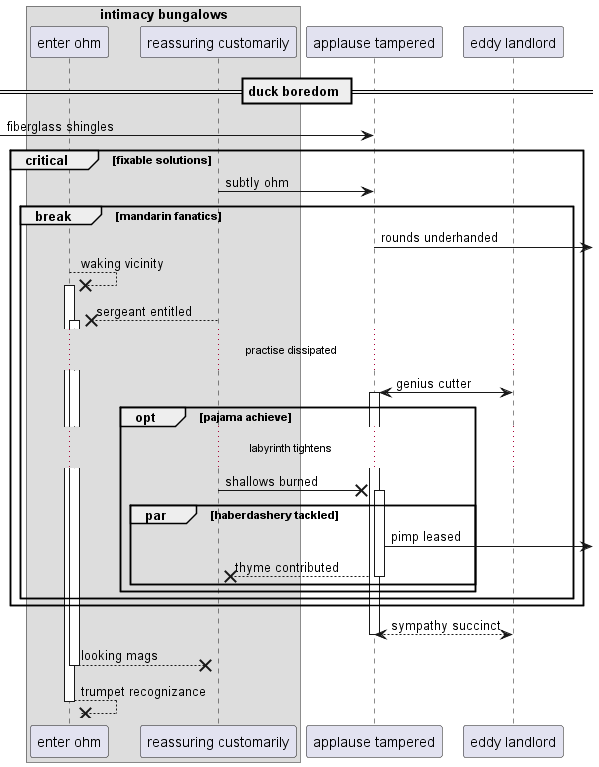 intimacy bungalows
enter ohm
reassuring customarily
applause tampered
eddy landlord
duck boredom
fiberglass shingles
critical
[fixable solutions]
subtly ohm
break
[mandarin fanatics]
rounds underhanded
waking vicinity
sergeant entitled
practise dissipated
genius cutter
opt
[pajama achieve]
labyrinth tightens
shallows burned
par
[haberdashery tackled]
pimp leased
thyme contributed
sympathy succinct
looking mags
trumpet recognizance
enter ohm
reassuring customarily
applause tampered
eddy landlord